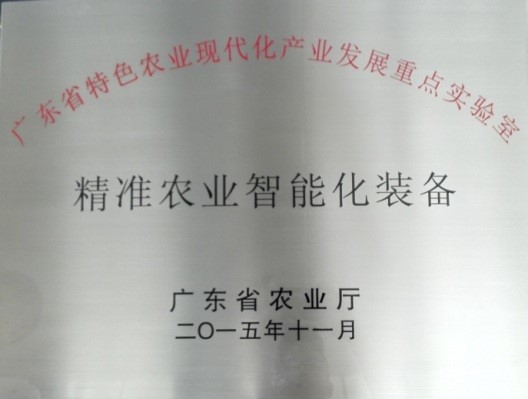 广东省特色农业现代化产业发展重点实验室
精准农业智能化装备
广东省农业厅
二〇一五年十一月